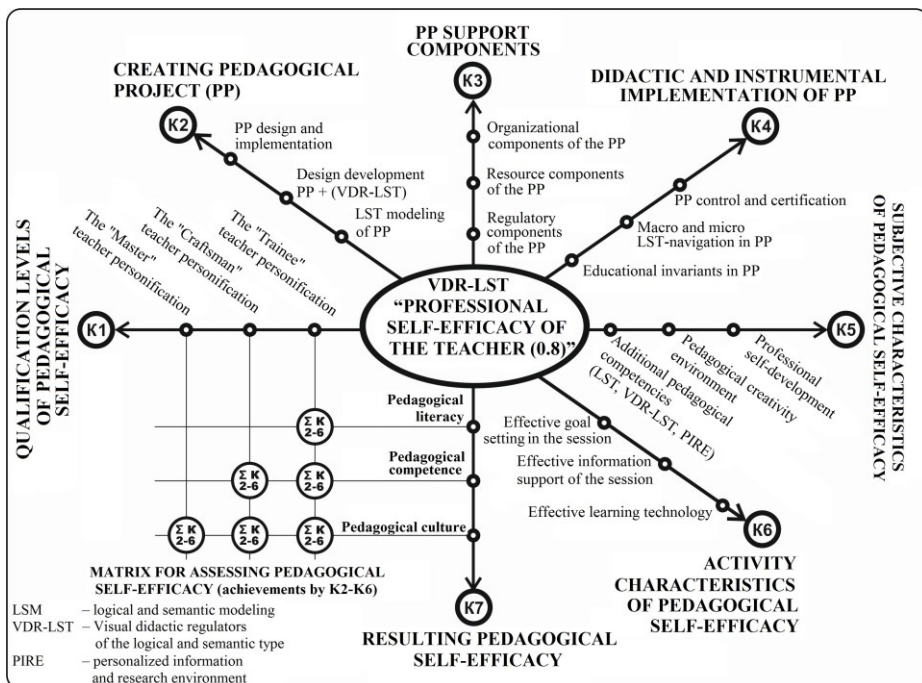 PP SUPPORT
COMPONENTS
K3
CREATING PEDAGOGICAL
PROJECT (PP)
K2
DIDACTIC AND INSTRUMENTAL
IMPLEMENTATION OF PP
K4
PP design and
implementation
Design development
PP + (VDR-LST)
LST modeling
of PP
Organizational
components of the PP
Resource components
of the PP
Regulatory
components
of the PP
PP control and certification
Macro and micro
LST-navigation in PP
Educational invariants in PP
QUALIFICATION LEVELS
OF PEDAGOGICAL
SELF-EFFICACY
K1
The "Master"
teacher personification
The "Craftsman"
teacher personification
The "Trainee"
teacher personification
VDR-LST
“PROFESSIONAL
SELF-EFFICACY OF
THE TEACHER (0.8)”
K5
SUBJECTIVE CHARACTERISTICS
OF PEDAGOGICAL SELF-EFFICACY
Additional pedagogical
competencies
(LST, VDR-LST, PIRE)
Pedagogical creativity
environment
Professional
self-development
Effective goal
setting in the session
Effective information
support of the session
Effective learning technology
K6
ACTIVITY
CHARACTERISTICS
OF PEDAGOGICAL
SELF-EFFICACY
Pedagogical
literacy
Pedagogical
competence
Pedagogical culture
Σ K
2-6
Σ K
2-6
Σ K
2-6
Σ K
2-6
Σ K
2-6
Σ K
2-6
MATRIX FOR ASSESSING PEDAGOGICAL
SELF-EFFICACY (achievements by K2-K6)
K7
RESULTING PEDAGOGICAL
SELF-EFFICACY
LSM – logical and semantic modeling
VDR-LST – Visual didactic regulators
of the logical and semantic type
PIRE – personalized information
and research environment